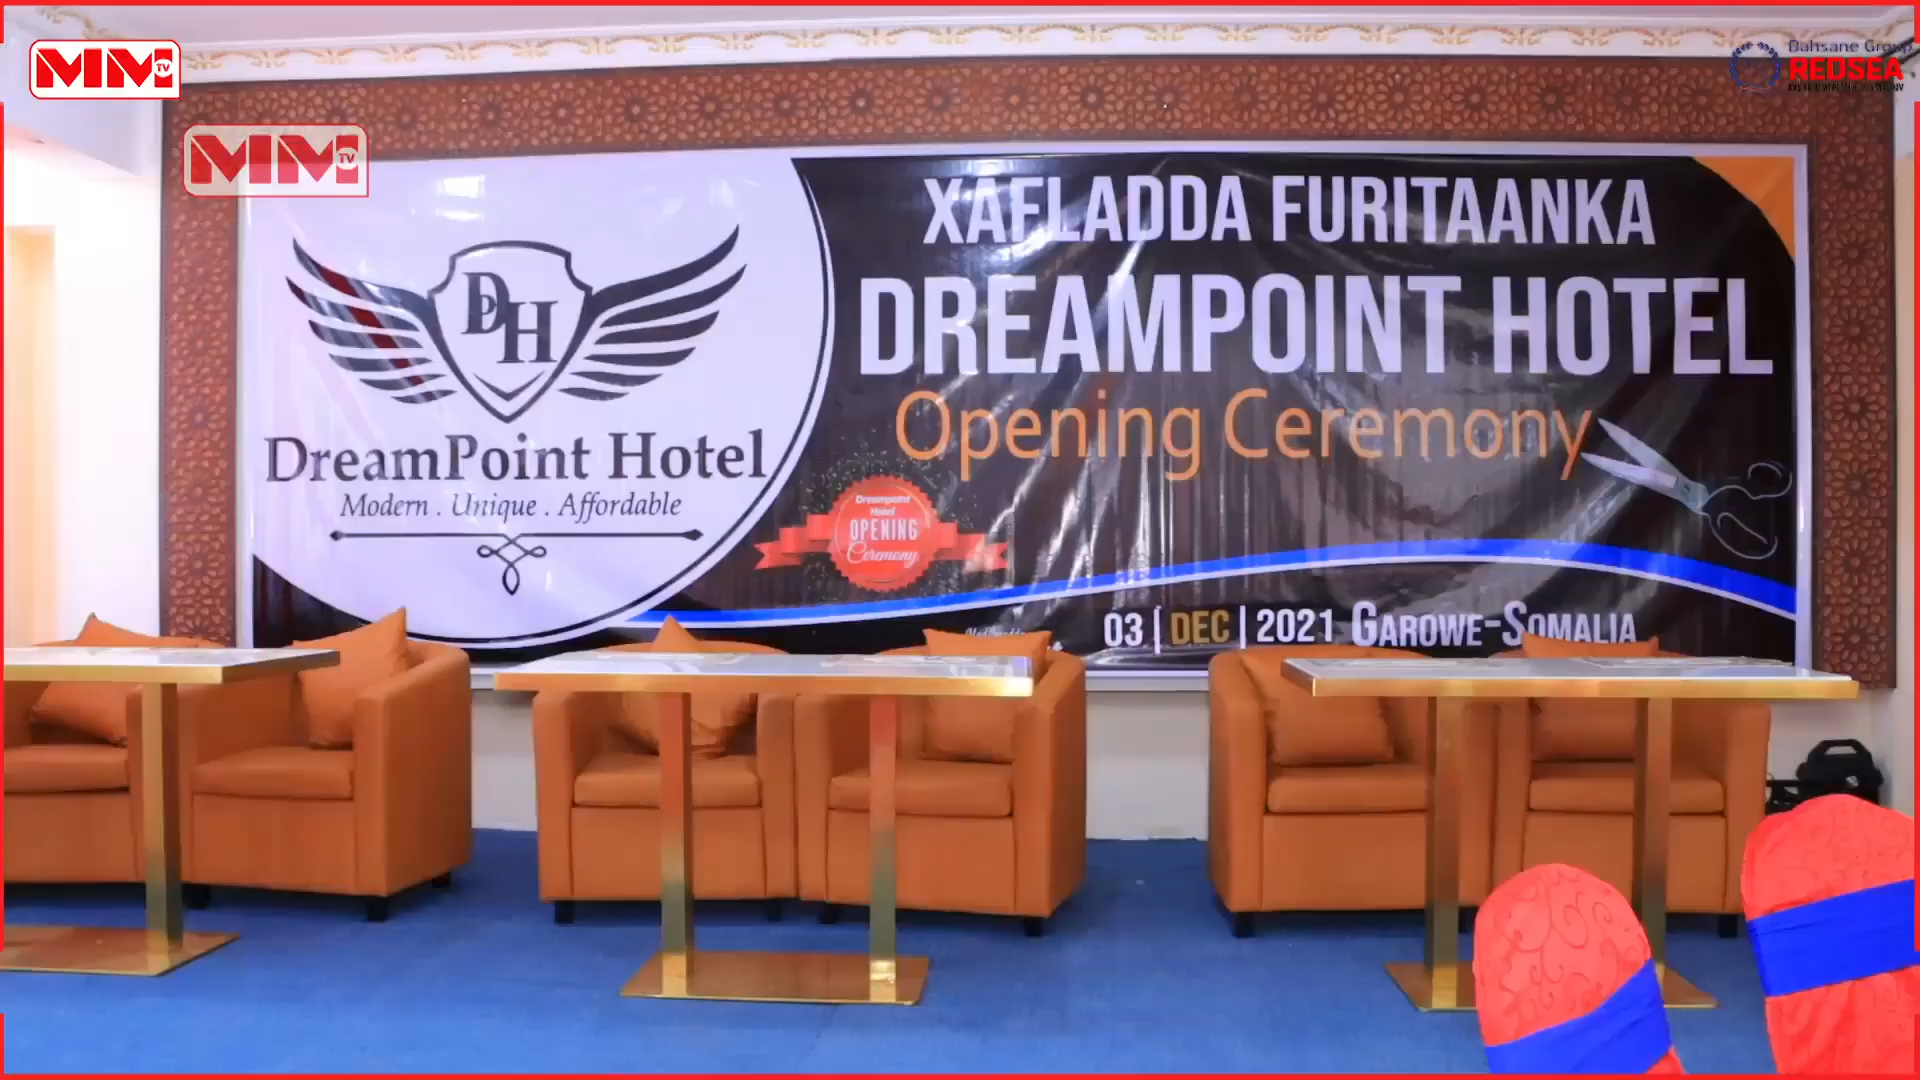 MM TV
Dahsane Group
REDSEA
MM TV
XAFLADDA FURITAANKA
DREAMPOINT HOTEL
Opening Ceremony
DH
DreamPoint Hotel
Modern . Unique . Affordable
Dreampoint
Hotel
OPENING
Ceremony
03 | DEC | 2021 GAROWE-SOMALIA